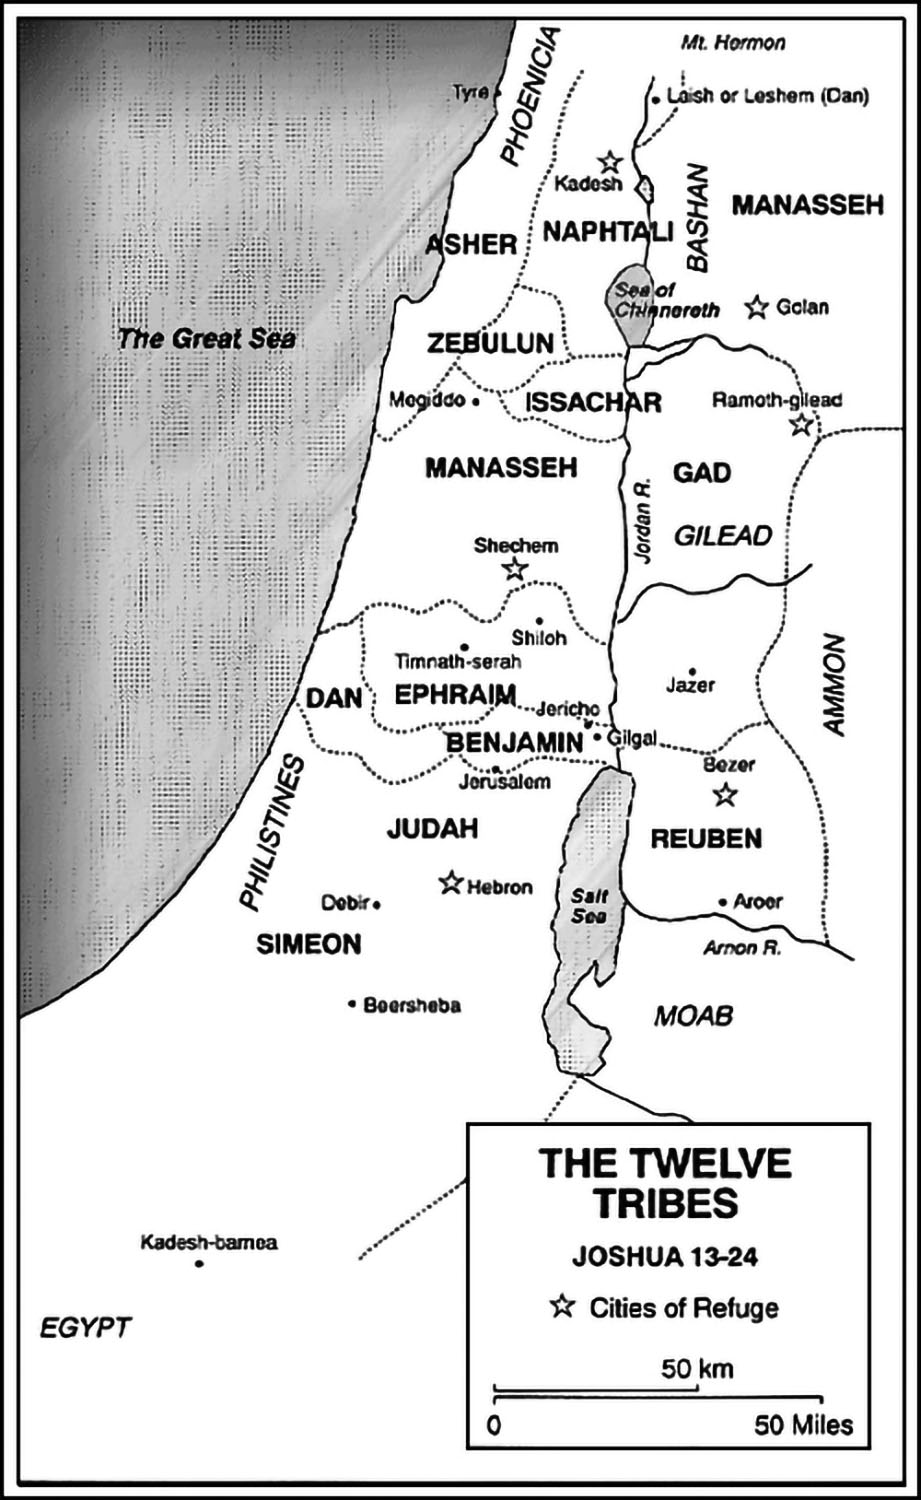 Mt. Hermon
PHOENICIA
Tyre
Laish or Leshem (Dan)
Kadesh
BASHAN
MANASSEH
NAPHTALI
ASHER
Sea of
Chinnereth
Golan
The Great Sea
ZEBULUN
Megiddo
ISSACHAR
Ramoth-gilead
MANASSEH
GAD
Jordan R.
GILEAD
Shechem
Shiloh
Timnath-serah
AMMON
Jazer
DAN
EPHRAIM
Jericho
Gilgal
BENJAMIN
Jerusalem
Bezer
PHILISTINES
JUDAH
REUBEN
Hebron
Debir
Salt
Sea
Aroer
SIMEON
Arnon R.
Beersheba
MOAB
THE TWELVE
TRIBES
JOSHUA 13-24
Cities of Refuge
Kadesh-barnea
EGYPT
50 km
0
50 Miles